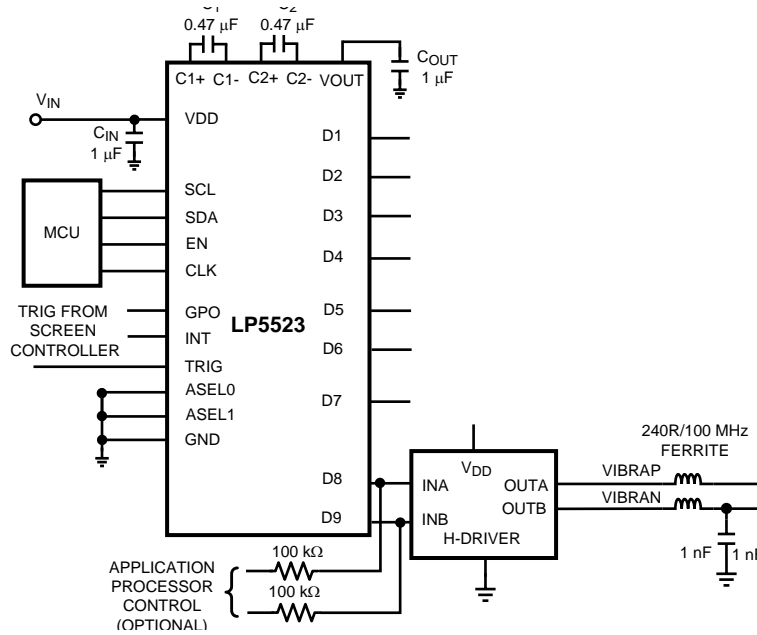 0.47 µF
0.47 µF
C1+ C1- C2+ C2- VOUT
COUT
1 µF
VIN
CIN
1 µF
VDD
SCL
SDA
EN
CLK
MCU
GPO
INT
TRIG
ASEL0
ASEL1
GND
LP5523
TRIG FROM
SCREEN
CONTROLLER
D1
D2
D3
D4
D5
D6
D7
D8
D9
VDD
INA
INB
OUTA
OUTB
H-DRIVER
VIBRAP
VIBRAN
240R/100 MHz
FERRITE
1 nF
1 nF
100 kΩ
100 kΩ
APPLICATION
PROCESSOR
CONTROL
(OPTIONAL)